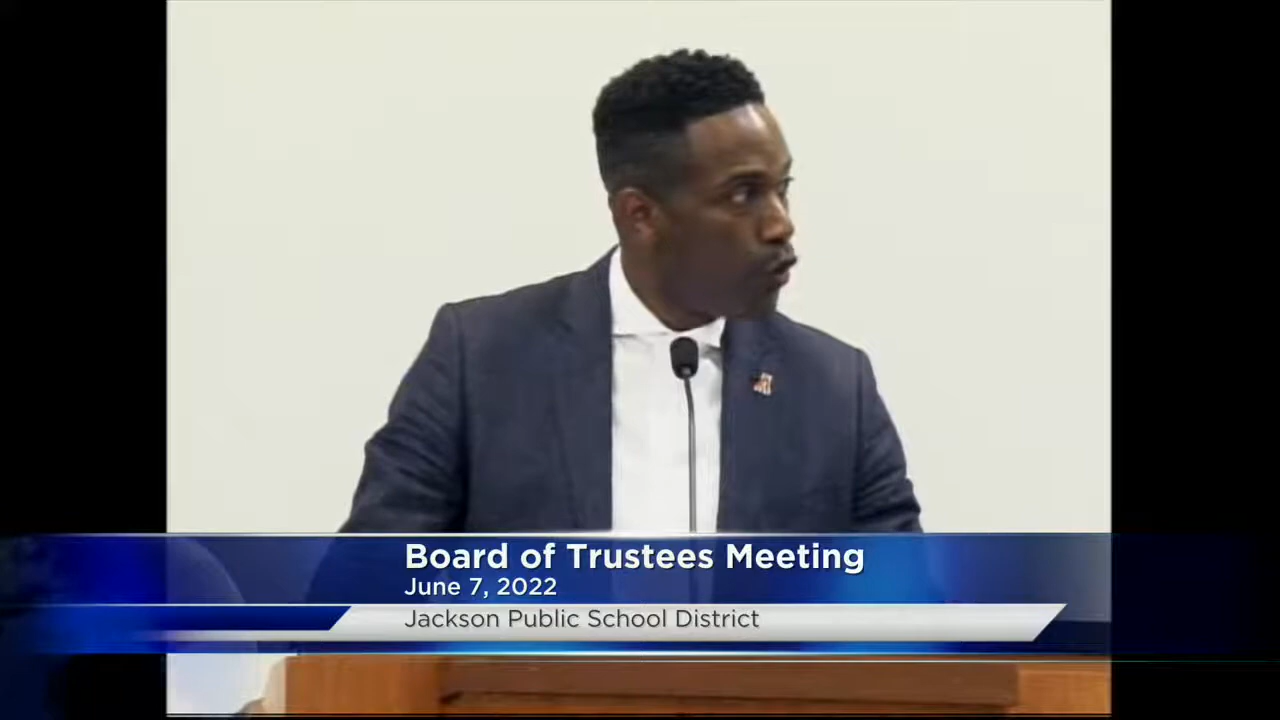 Board of Trustees Meeting
June 7, 2022
Jackson Public School District